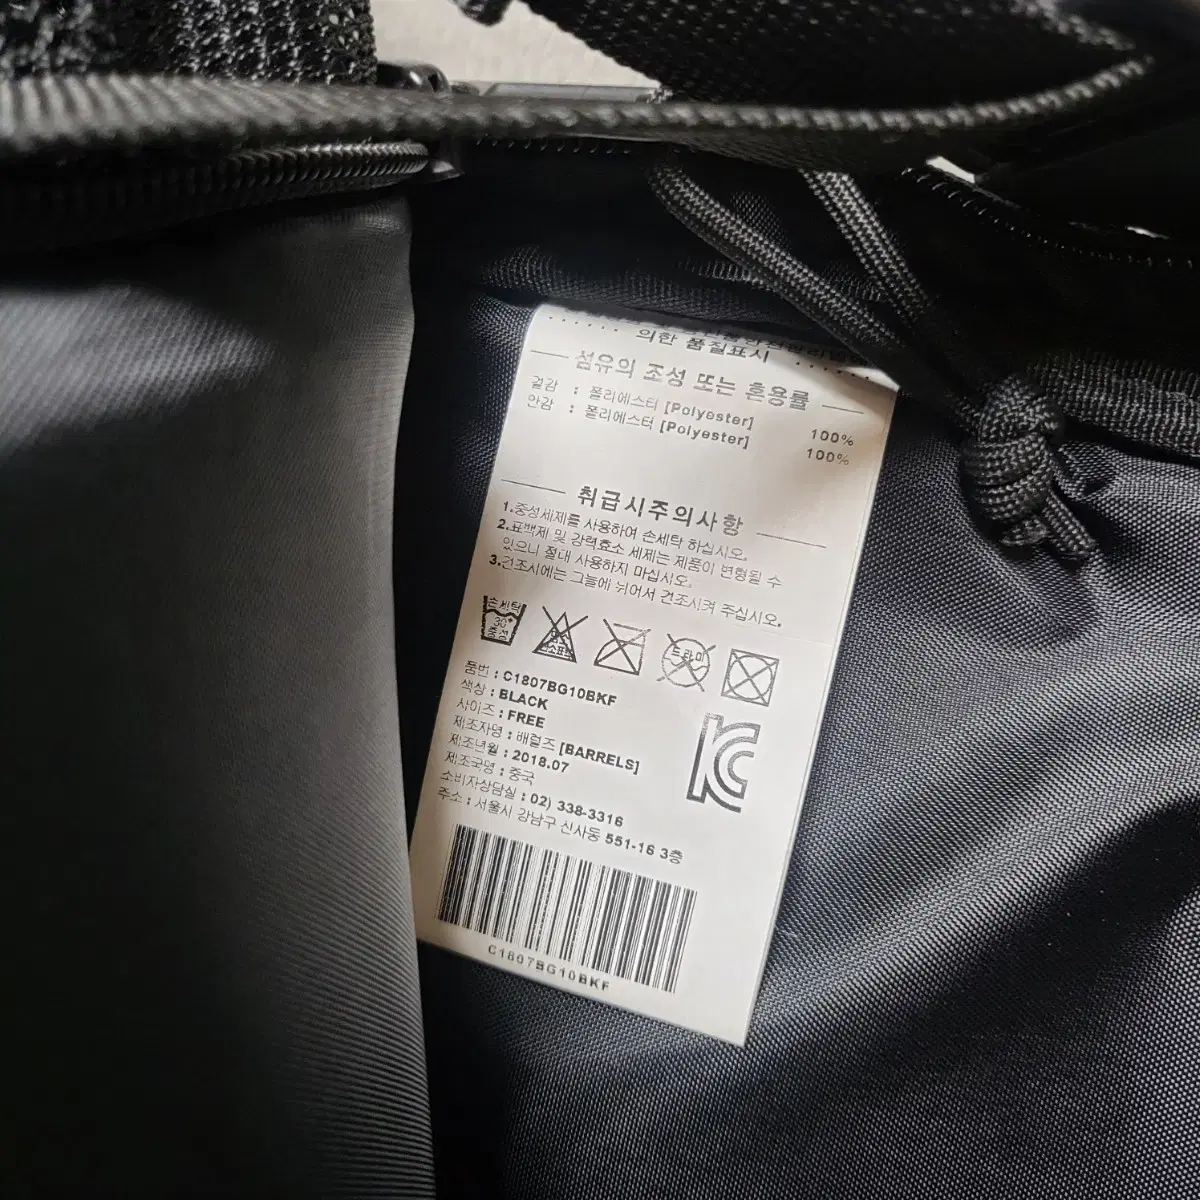 의한 품질표시
섬유의 조성 또는 혼용률
겉감 : 폴리에스터 [Polyester] 100%
안감 : 폴리에스터 [Polyester] 100%
취급시주의사항
1.중성세제를 사용하여 손세탁 하십시오.
2.표백제 및 강력효소 세제는 제품이 변형될 수
있으니 절대 사용하지 마십시오.
3.건조시에는 그늘에 뉘어서 건조시켜 주십시오.
손세탁
30°
중성
드라이
품번 : C1807BG10BKF
색상 : BLACK
사이즈 : FREE
제조자명 : 배럴즈 [BARRELS]
제조년월 : 2018.07
제조국명 : 중국
소비자상담실 : 02) 338-3316
주소 : 서울시 강남구 신사동 551-16 3층
C1807BG10BKF